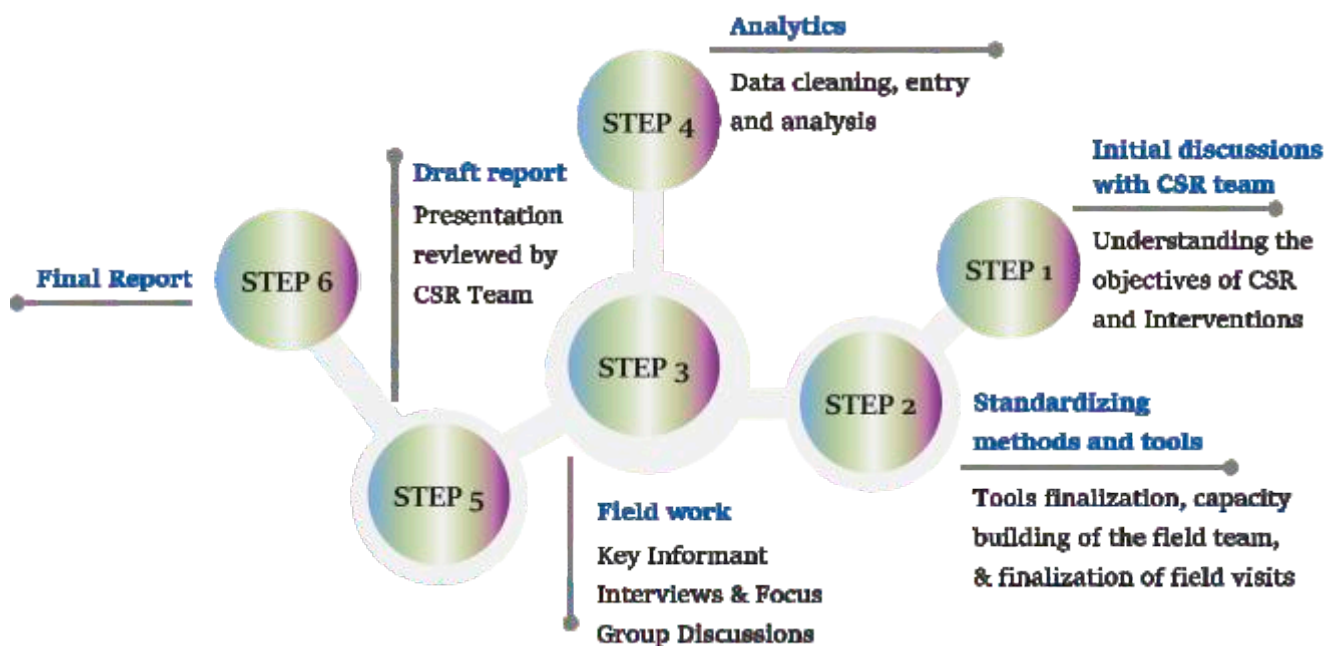 Analytics
Data cleaning, entry
and analysis
STEP 4
Initial discussions
with CSR team
Understanding the
objectives of CSR
and Interventions
STEP 1
Draft report
Presentation
reviewed by
CSR Team
Final Report
STEP 6
STEP 3
STEP 2
Standardizing
methods and tools
Tools finalization, capacity
building of the field team,
& finalization of field visits
STEP 5
Field work
Key Informant
Interviews & Focus
Group Discussions